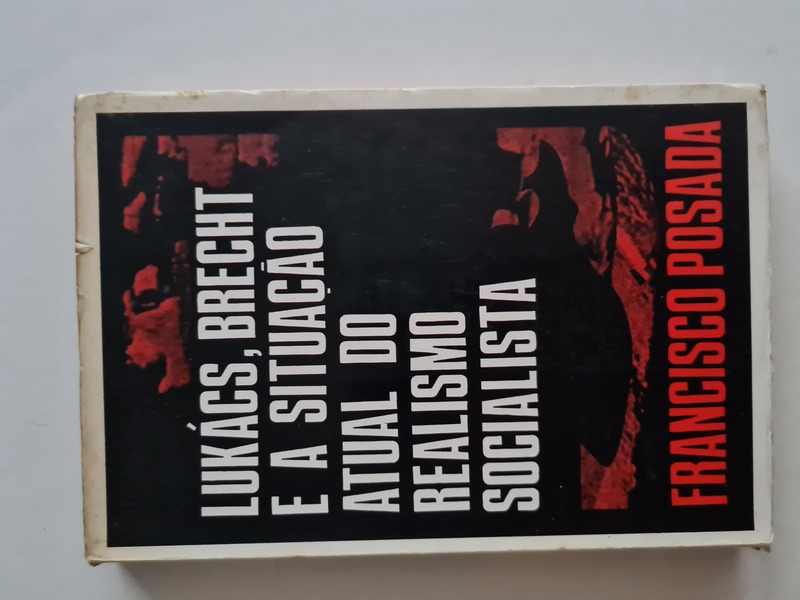 LUKÁCS, BRECHT
E A SITUAÇÃO
ATUAL DO
REALISMO
SOCIALISTA
FRANCISCO POSADA